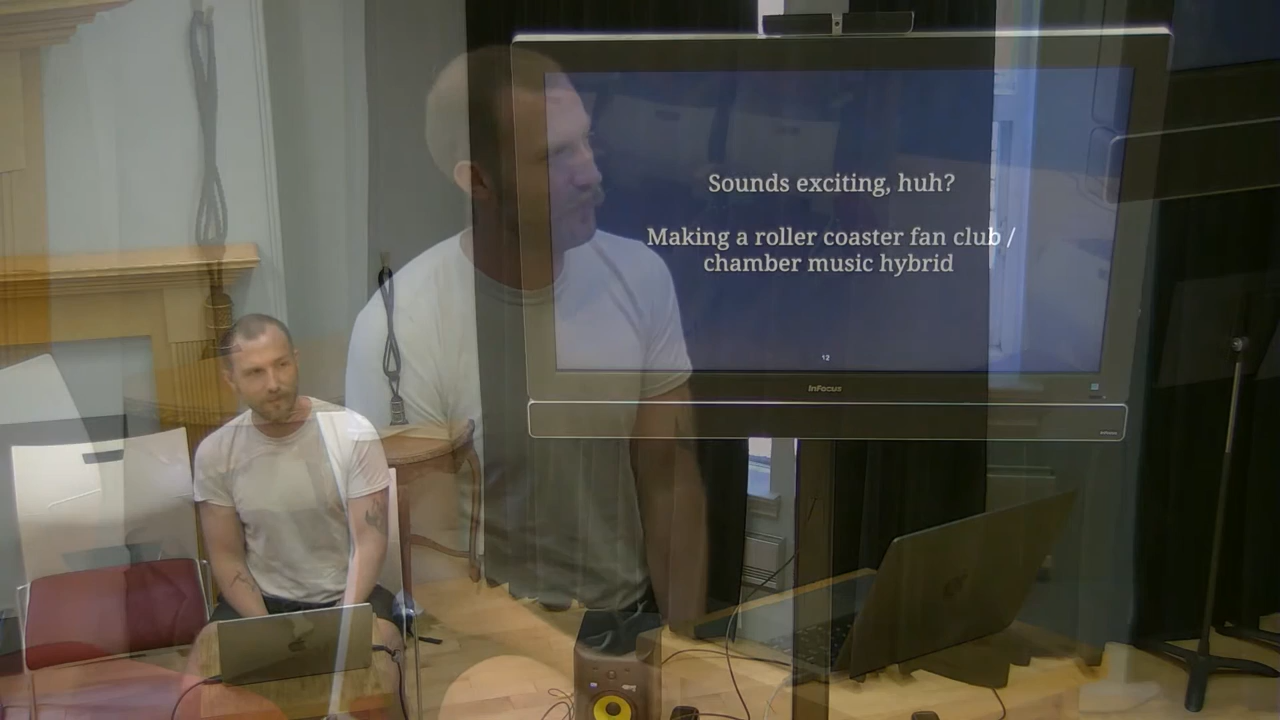 Sounds exciting, huh?
Making a roller coaster fan club /
chamber music hybrid
12
InFocus